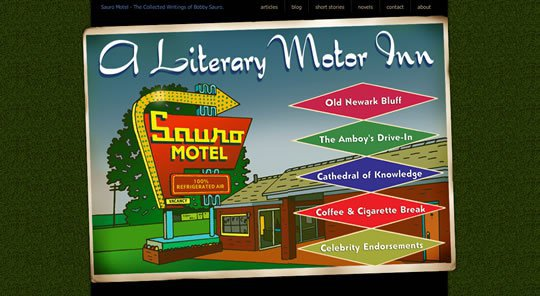 Sauro Motel - The Collected Writings of Bobby Sauro.
articles
blog
short stories
novels
contact
about
A Literary Motor Inn
Sauro
MOTEL
100%
REFRIGERATED AIR
VACANCY
Old Newark Bluff
The Amboy's Drive-In
Cathedral of Knowledge
Coffee & Cigarette Break
Celebrity Endorsements